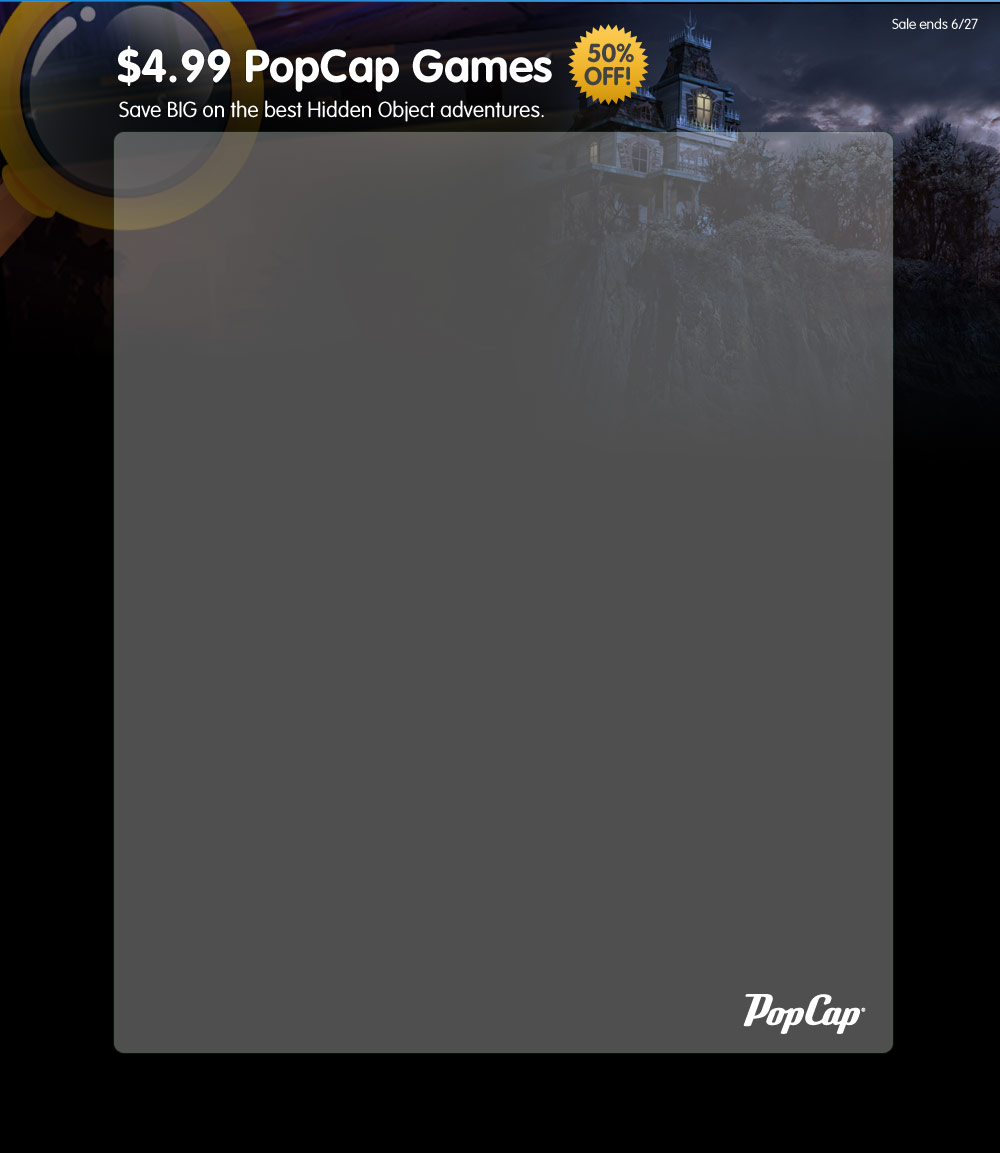 Sale ends 6/27
$4.99 PopCap Games
50%
OFF!
Save BIG on the best Hidden Object adventures.
PopCap